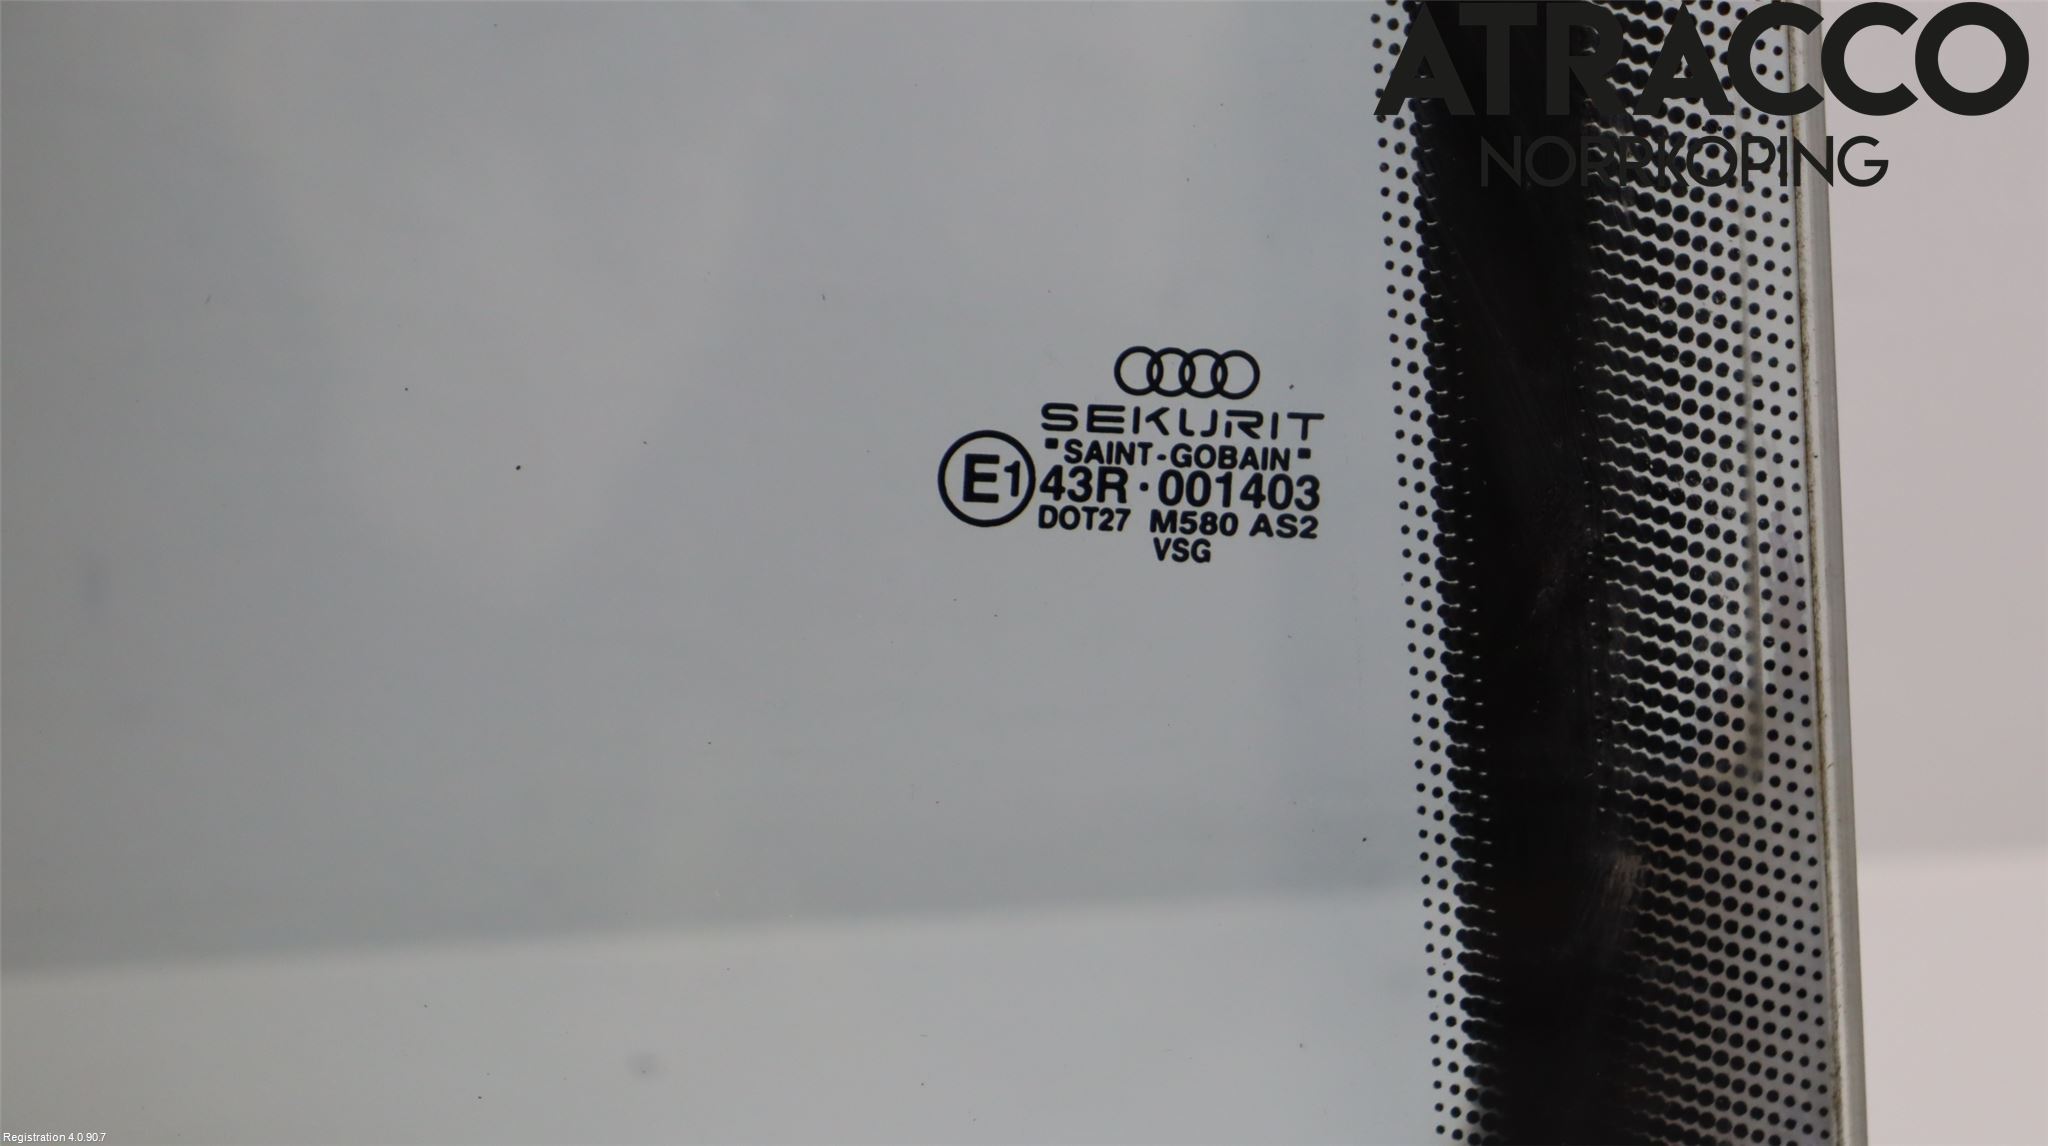 ATRACCO
NORRKÖPING
SEKURIT
"SAINT-GOBAIN"
E1 43R·001403
DOT27 M580 AS2
VSG
Registration 4.0.90.7